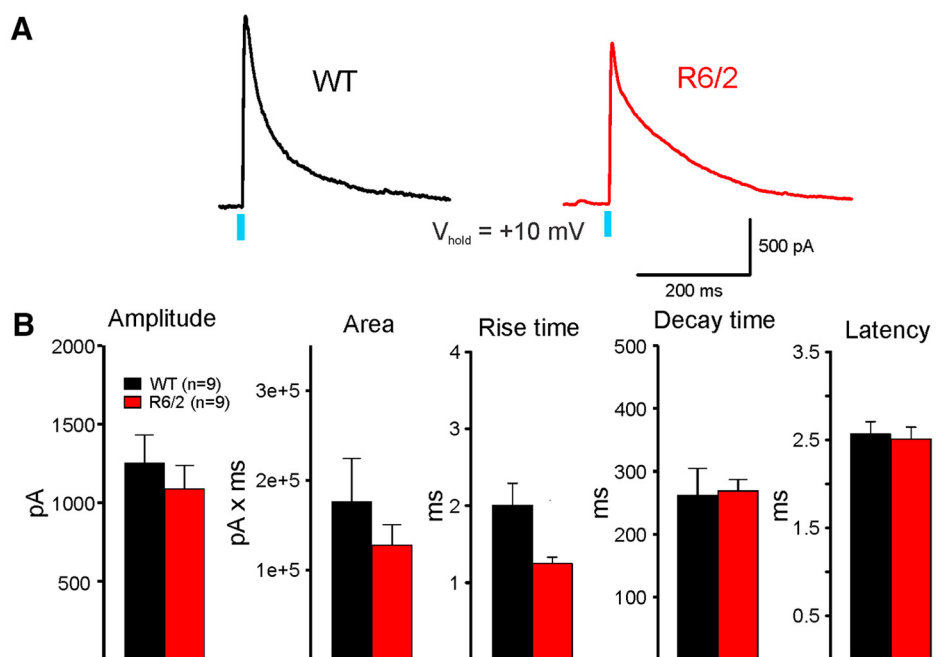 A
WT
R6/2
Vhold = +10 mV
500 pA
200 ms
B
Amplitude
Area
Rise time
Decay time
Latency
2000
1500
1000
500
pA
WT (n=9)
R6/2 (n=9)
3e+5
2e+5
1e+5
pA x ms
4
3
2
1
ms
500
400
300
200
100
ms
3.5
2.5
1.5
0.5
ms